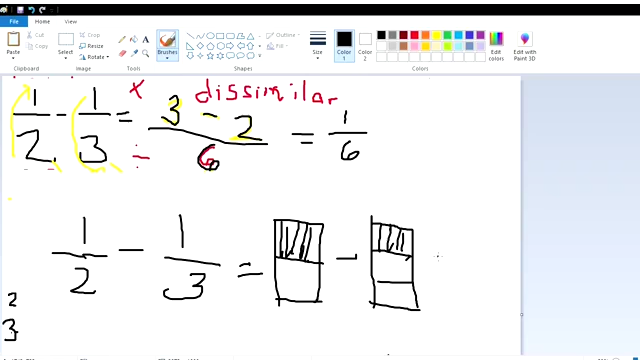 File Home View
Paste
Cut
Copy
Clipboard
Select
Crop
Resize
Rotate
Image
Tools
Brushes
Shapes
Outline
Fill
Size
Color 1
Color 2
Colors
Edit colors
Edit with Paint 3D
x dissimilar
1/2 - 1/3 = 3 - 2/6 = 1/6
÷
1/2 - 1/3 = -
2
3